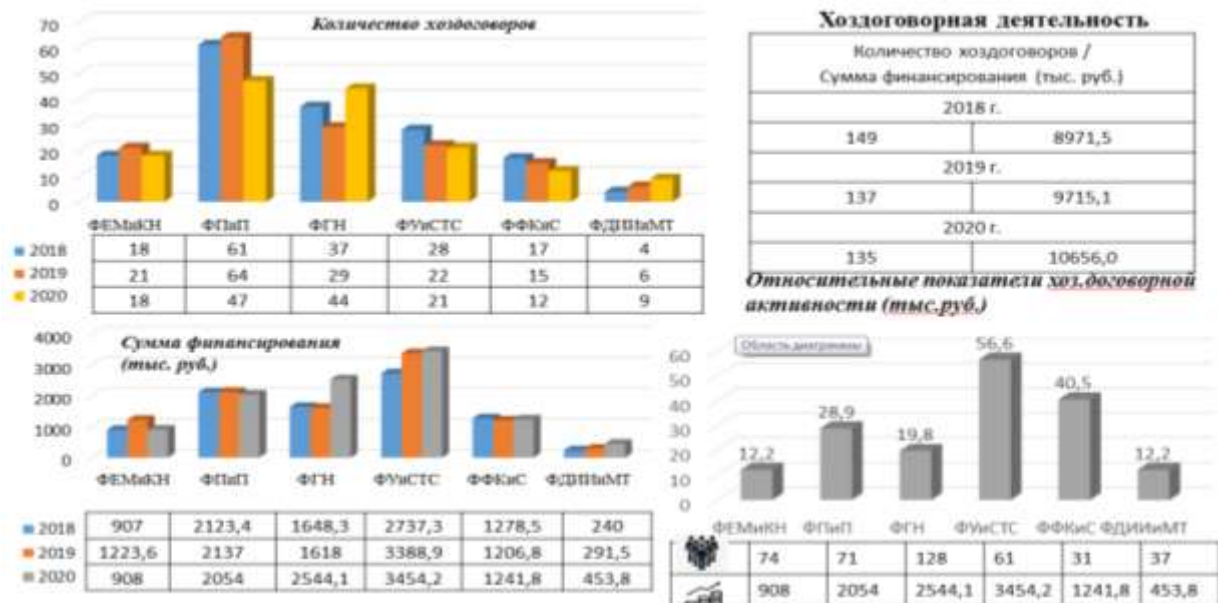 Количество хоздоговоров
70
60
50
40
30
20
10
0
ФЕМиКН ФПиП ФГН ФУиСТС ФФКиС ФДИИиМТ
2018 18 61 37 28 17 4
2019 21 64 29 22 15 6
2020 18 47 44 21 12 9
Сумма финансирования
(тыс. руб.)
4000
3000
2000
1000
0
ФЕМиКН ФПиП ФГН ФУиСТС ФФКиС ФДИИиМТ
2018 907 2123,4 1648,3 2737,3 1278,5 240
2019 1223,6 2137 1618 3388,9 1206,8 291,5
2020 908 2054 2544,1 3454,2 1241,8 453,8
Хоздоговорная деятельность
Количество хоздоговоров /
Сумма финансирования (тыс. руб.)
2018 г.
149 8971,5
2019 г.
137 9715,1
2020 г.
135 10656,0
Относительные показатели хоз.договорной
активности (тыс.руб.)
Область диаграммы
60
50
40
30
20
10
0
12,2 28,9 19,8 56,6 40,5 12,2
ФЕМиКН ФПиП ФГН ФУиСТС ФФКиС ФДИИиМТ
74 71 128 61 31 37
908 2054 2544,1 3454,2 1241,8 453,8